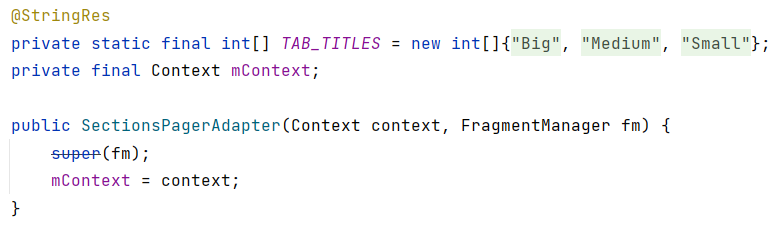 @StringRes
private static final int[] TAB_TITLES = new int[]{"Big", "Medium", "Small"};
private final Context mContext;
public SectionsPagerAdapter(Context context, FragmentManager fm) {
super(fm);
mContext = context;
}